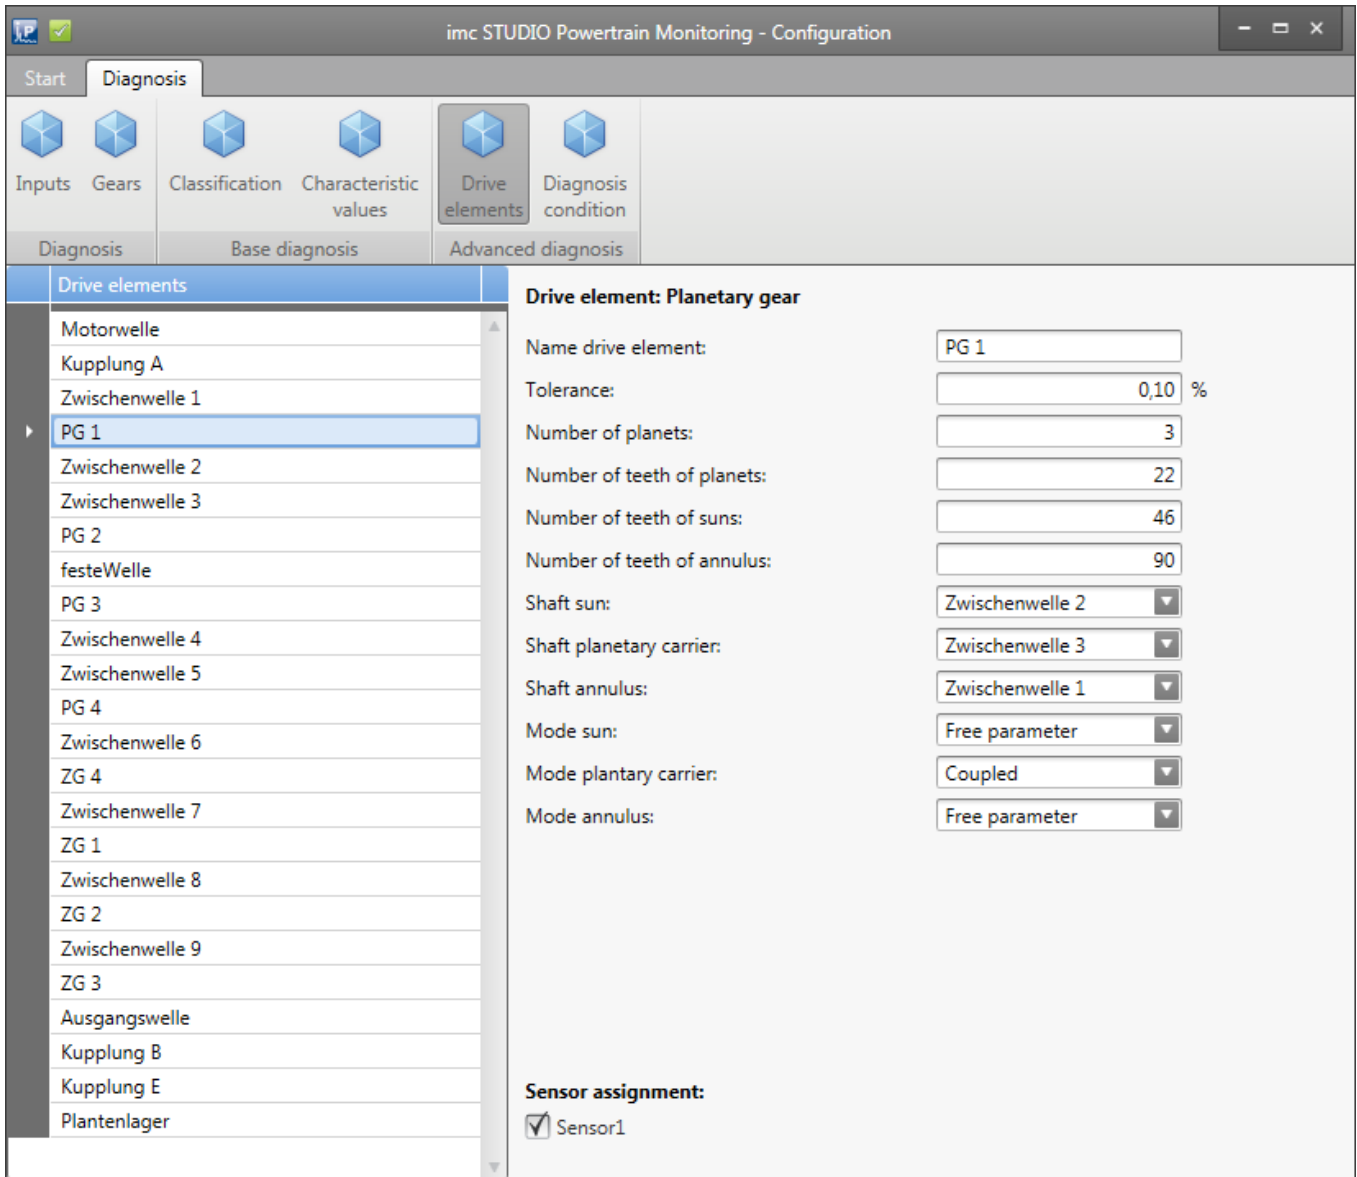 imc STUDIO Powertrain Monitoring - Configuration
Start Diagnosis
Inputs Gears Classification Characteristic values Drive elements Diagnosis condition
Diagnosis Base diagnosis Advanced diagnosis
Drive elements
Motorwelle
Kupplung A
Zwischenwelle 1
PG 1
Zwischenwelle 2
Zwischenwelle 3
PG 2
festeWelle
PG 3
Zwischenwelle 4
Zwischenwelle 5
PG 4
Zwischenwelle 6
ZG 4
Zwischenwelle 7
ZG 1
Zwischenwelle 8
ZG 2
Zwischenwelle 9
ZG 3
Ausgangswelle
Kupplung B
Kupplung E
Plantenlager
Drive element: Planetary gear
Name drive element: PG 1
Tolerance: 0,10 %
Number of planets: 3
Number of teeth of planets: 22
Number of teeth of suns: 46
Number of teeth of annulus: 90
Shaft sun: Zwischenwelle 2
Shaft planetary carrier: Zwischenwelle 3
Shaft annulus: Zwischenwelle 1
Mode sun: Free parameter
Mode plantary carrier: Coupled
Mode annulus: Free parameter
Sensor assignment:
Sensor1